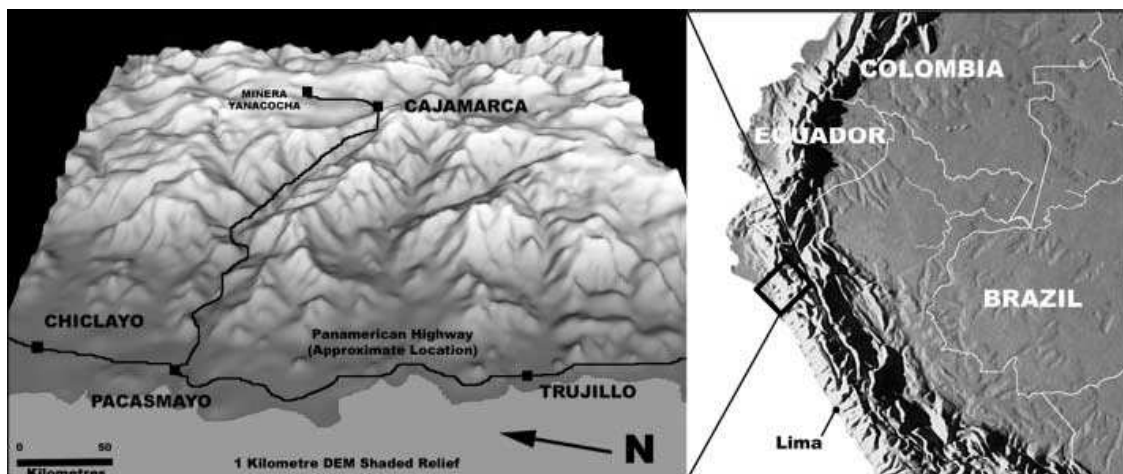 MINERA
YANACOCHA
CAJAMARCA
CHICLAYO
Panamerican Highway
(Approximate Location)
PACASMAYO
TRUJILLO
0 50
Kilometres
1 Kilometre DEM Shaded Relief
N
COLOMBIA
ECUADOR
BRAZIL
Lima